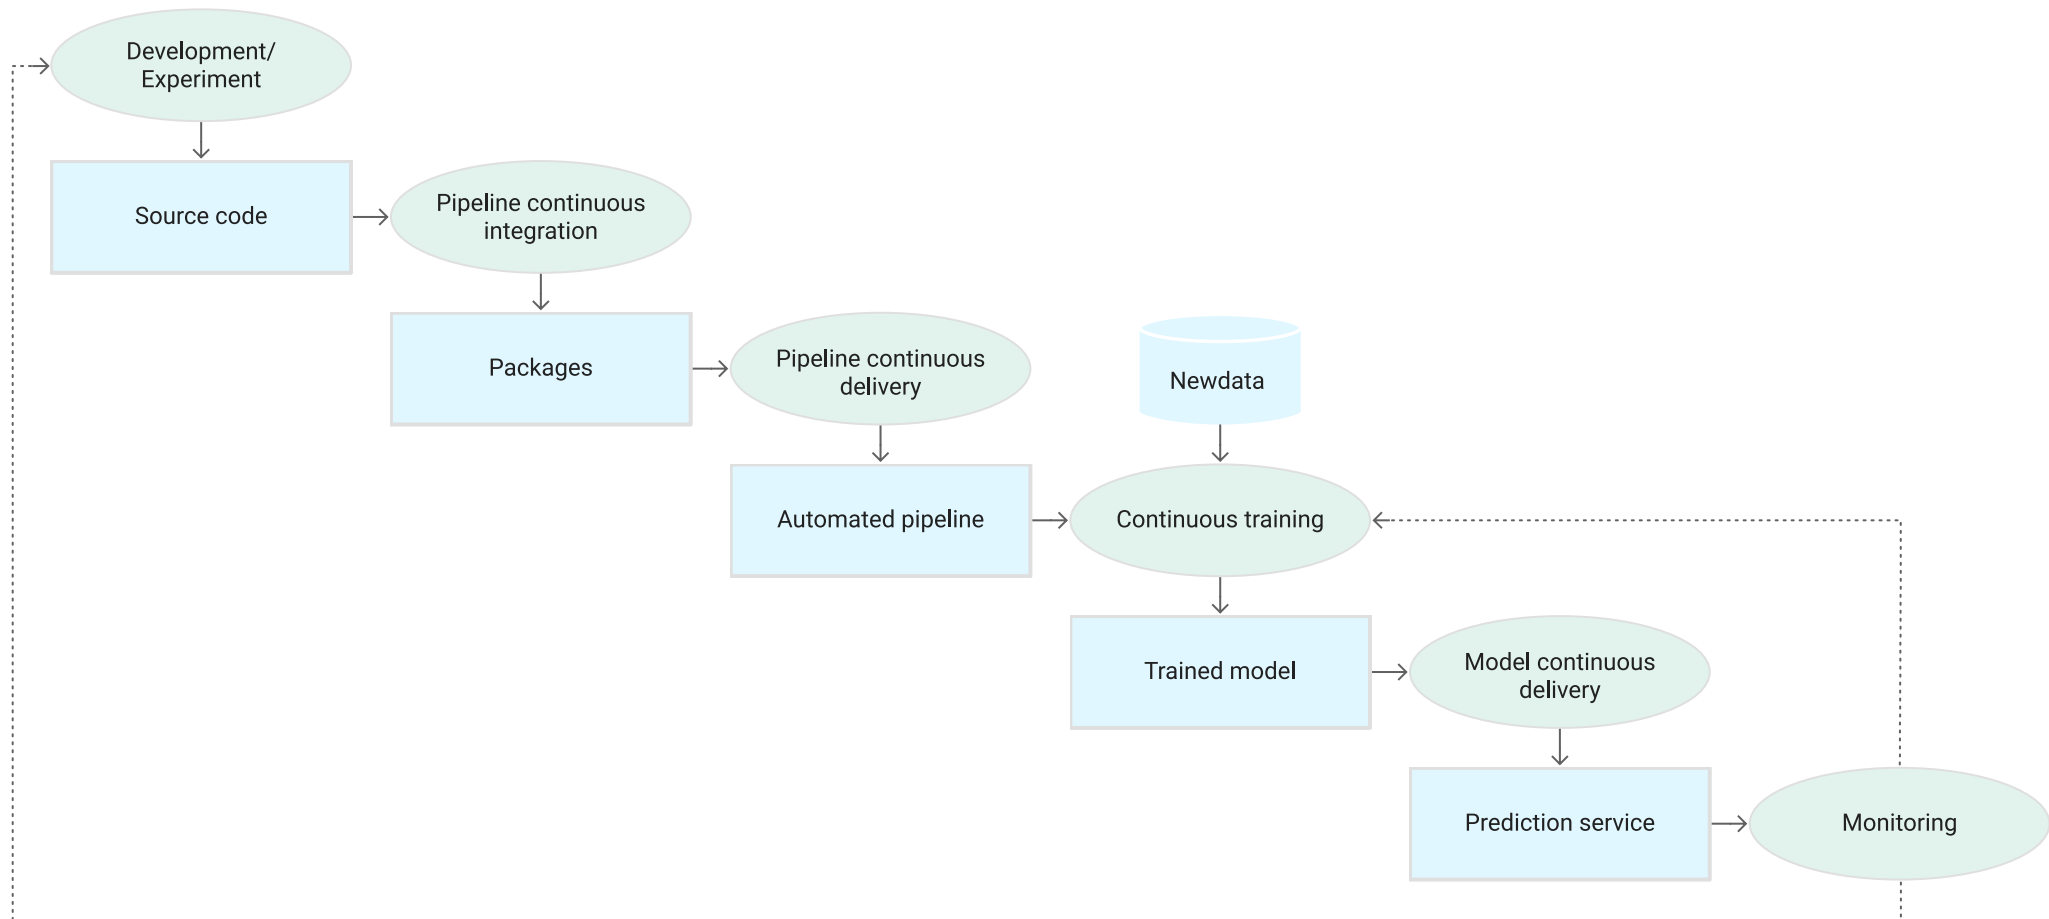 Development/
Experiment
Source code
Pipeline continuous
integration
Packages
Pipeline continuous
delivery
Newdata
Automated pipeline
Continuous training
Trained model
Model continuous
delivery
Prediction service
Monitoring